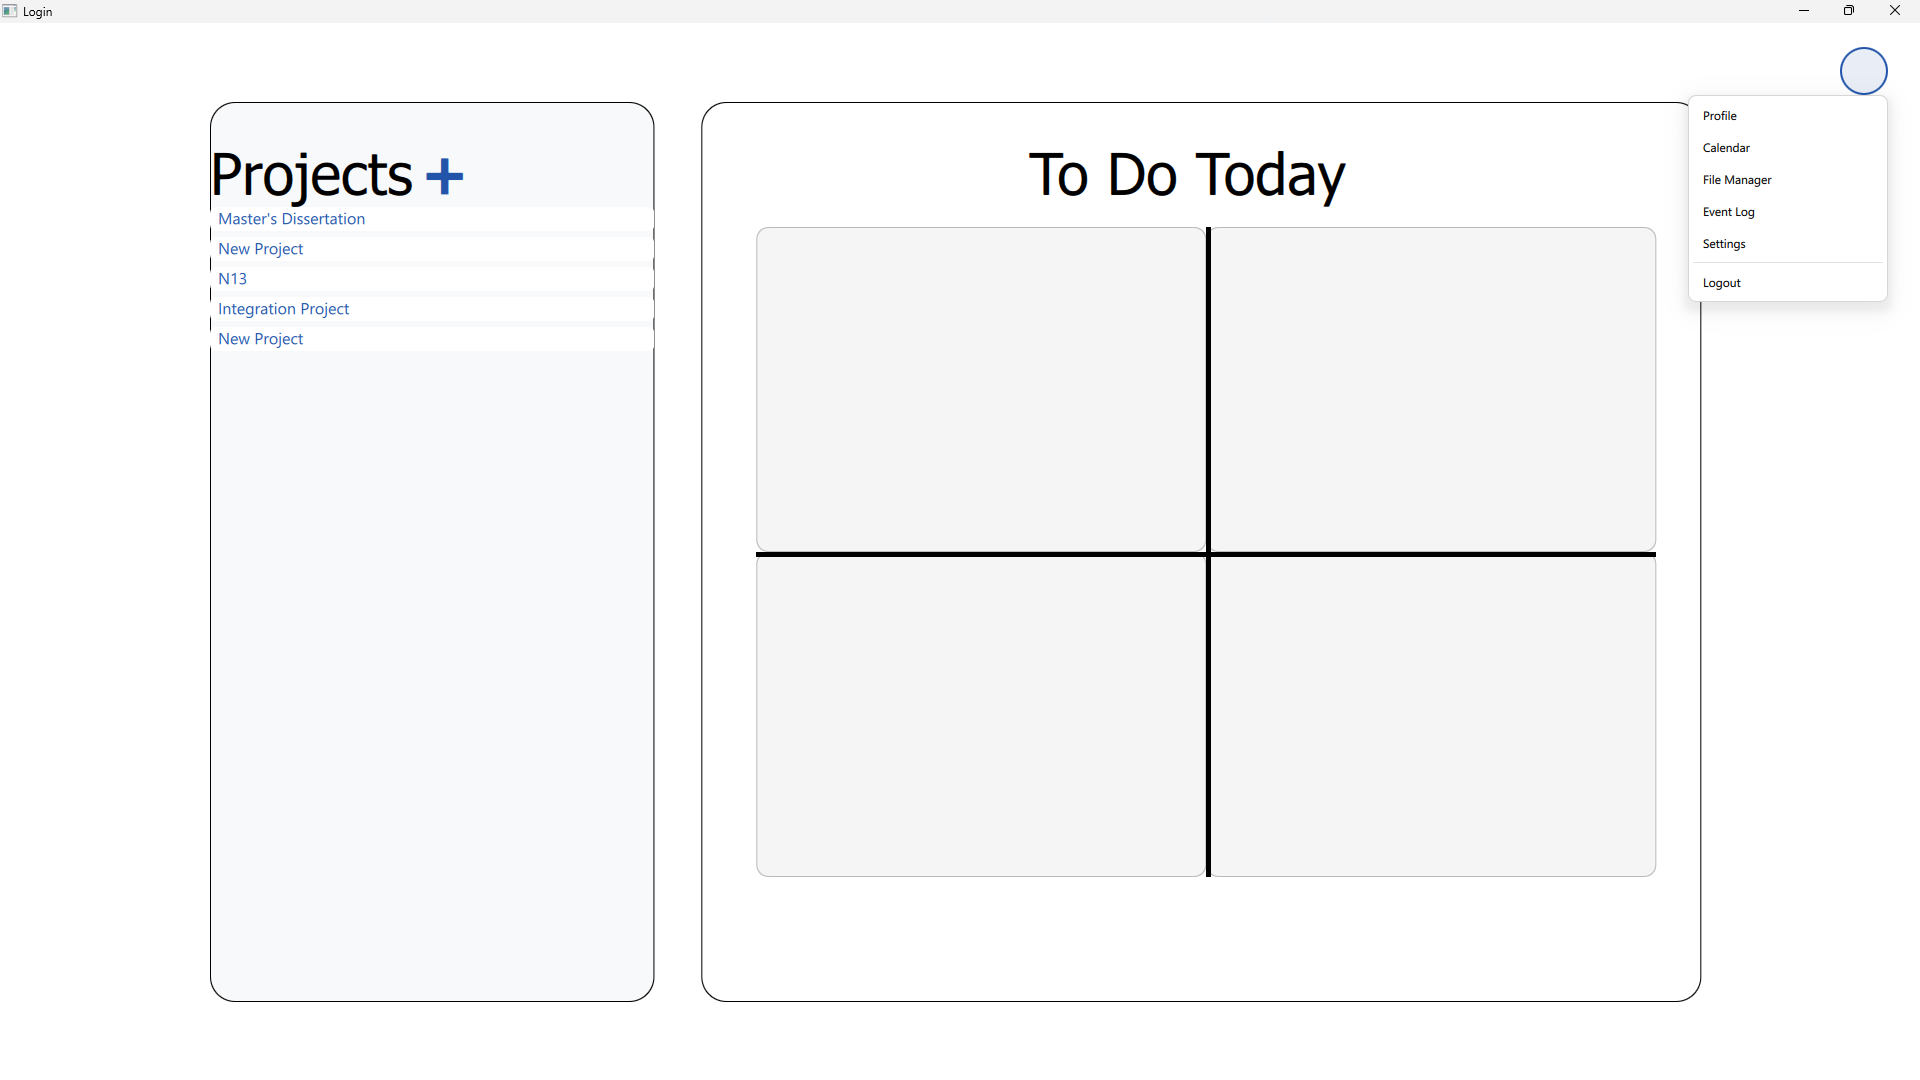 Login
Projects +
Master's Dissertation
New Project
N13
Integration Project
New Project
To Do Today
Profile
Calendar
File Manager
Event Log
Settings
Logout